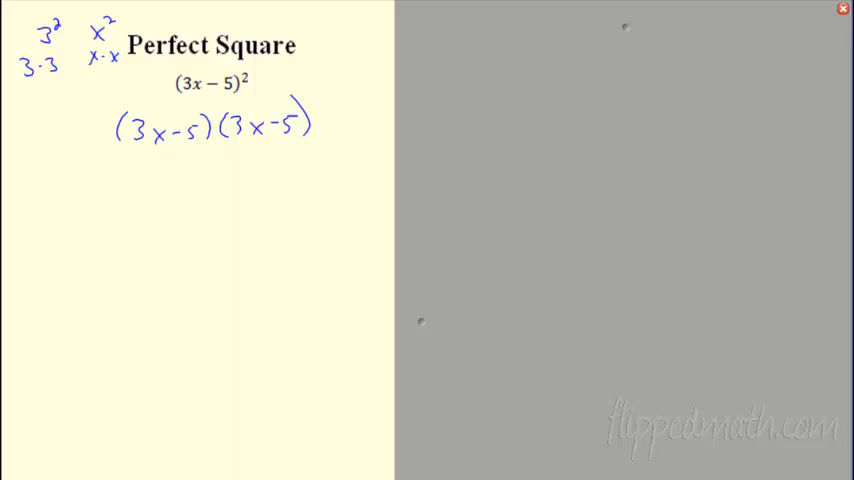 3² x²
3·3 x·x
Perfect Square
(3x − 5)²
(3x-5)(3x-5)
flippedmath.com